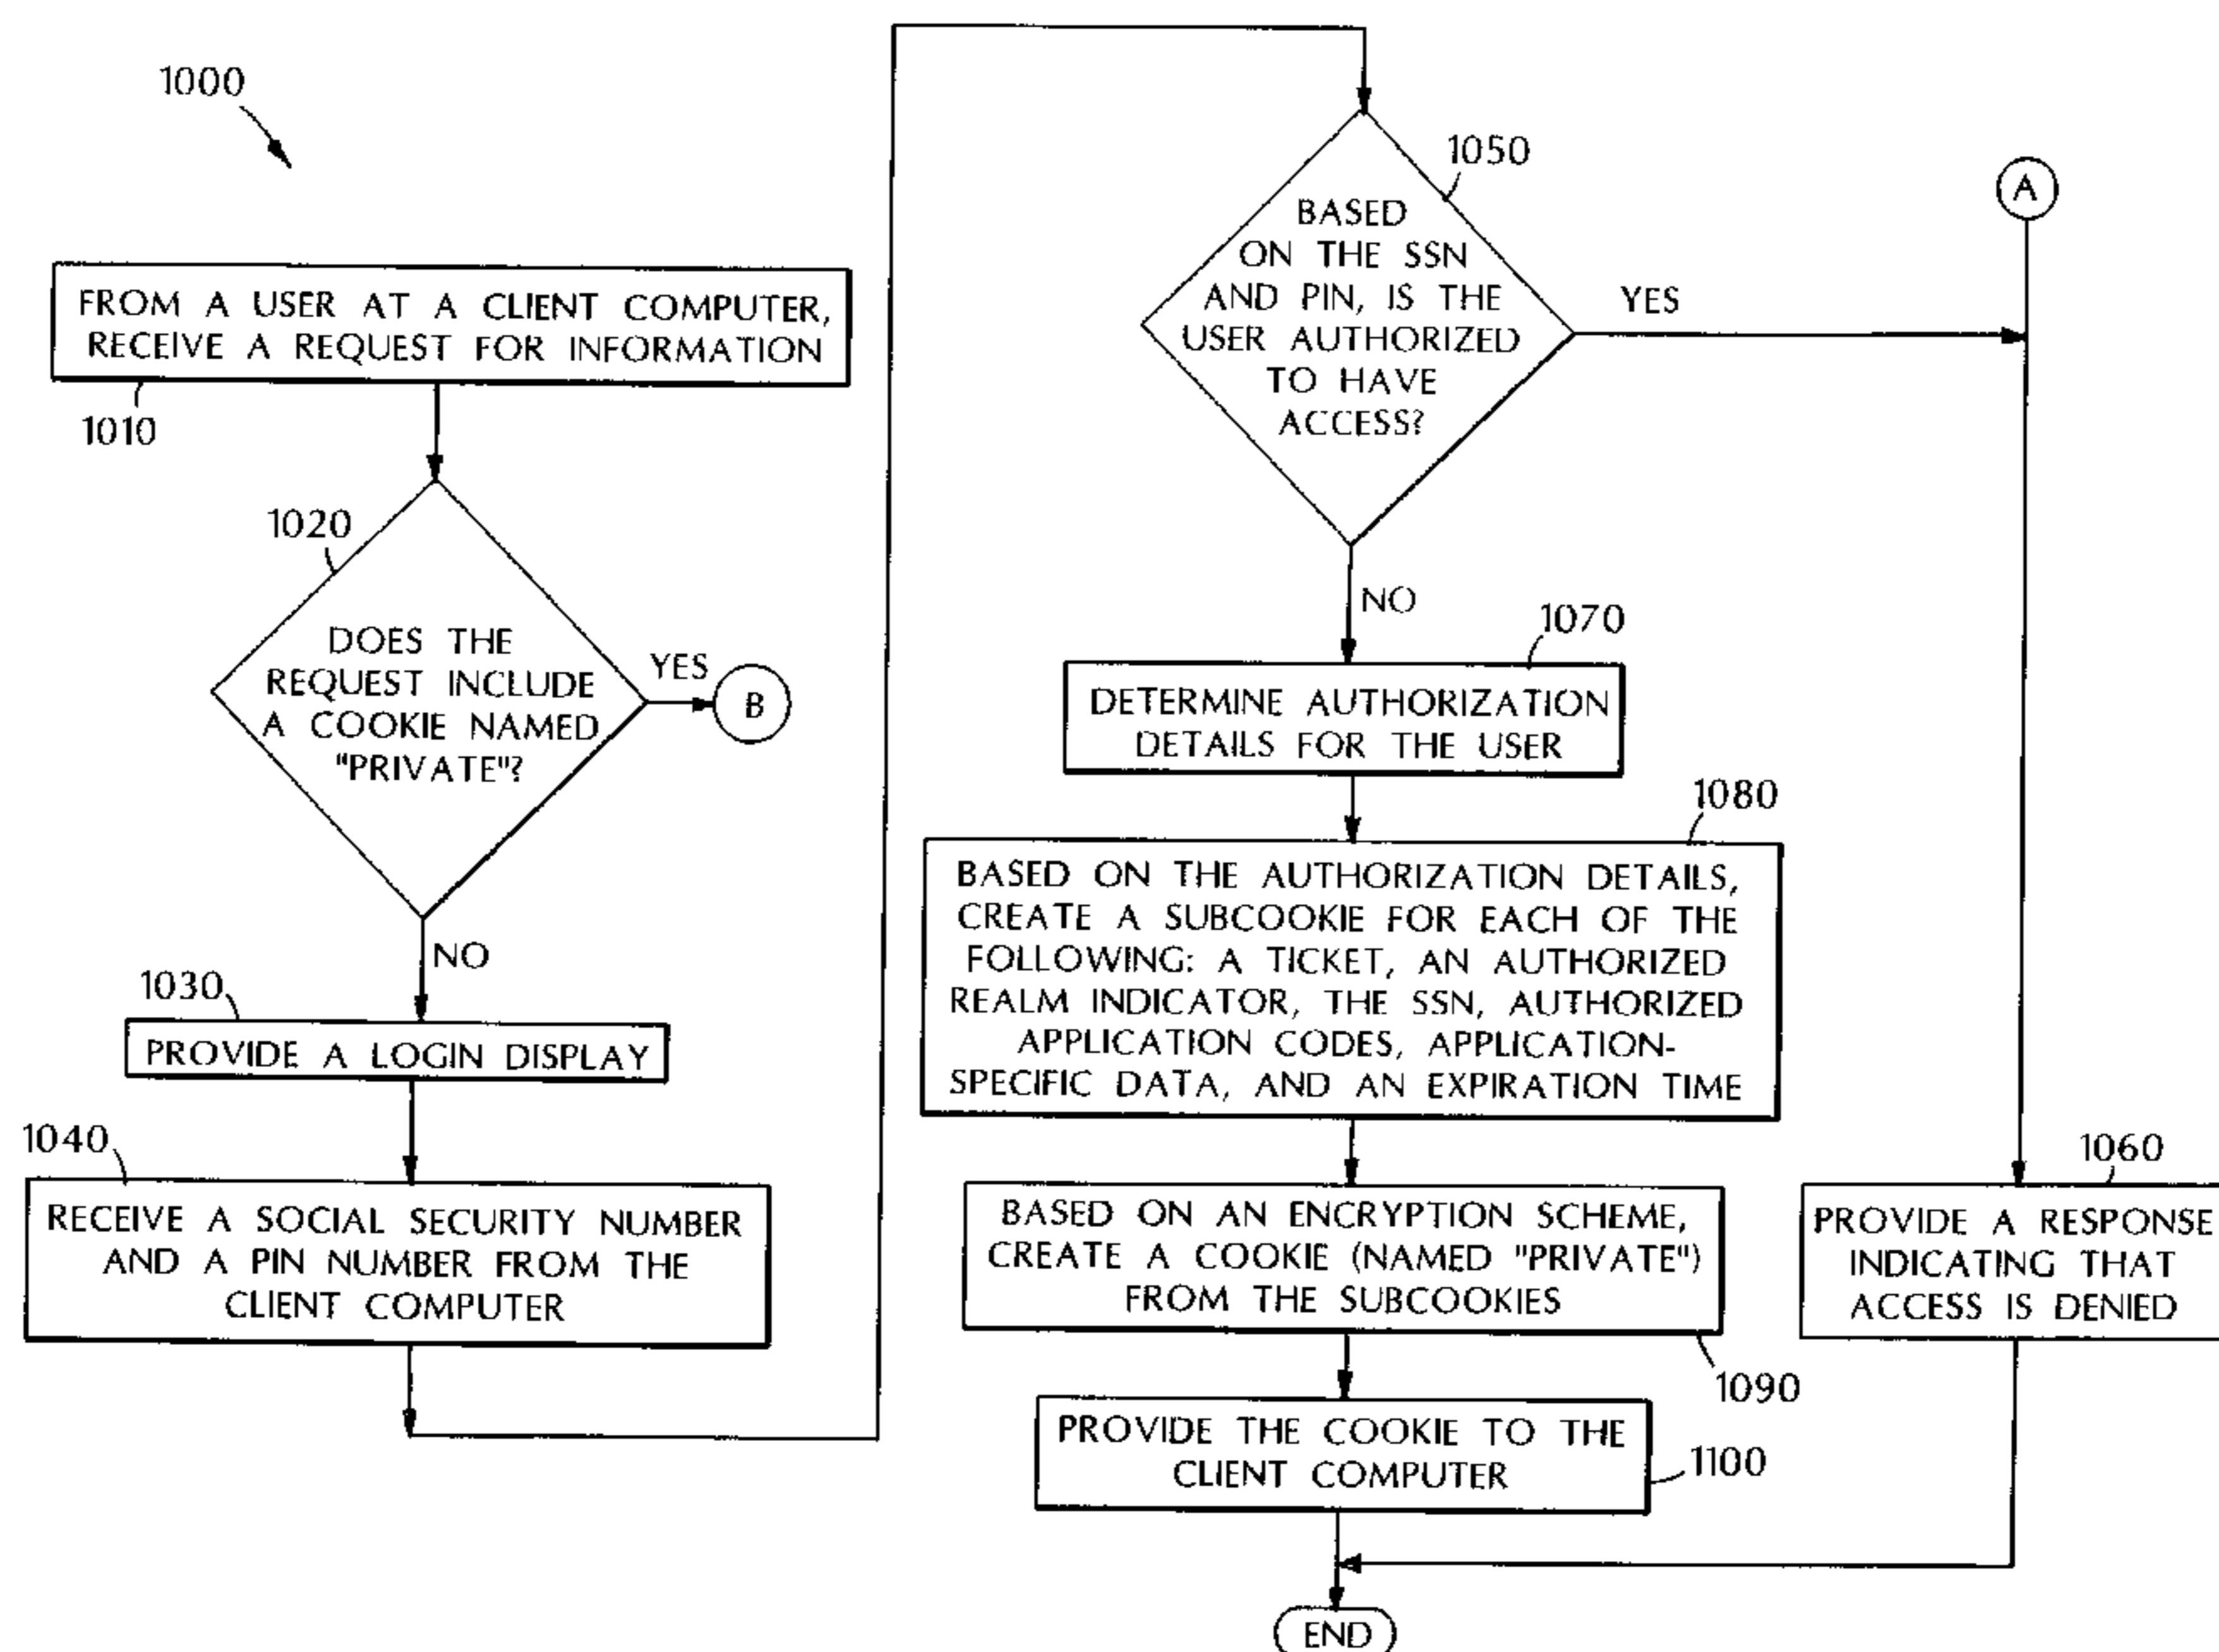 1000
FROM A USER AT A CLIENT COMPUTER,
RECEIVE A REQUEST FOR INFORMATION
1010
1020
DOES THE
REQUEST INCLUDE
A COOKIE NAMED
"PRIVATE"?
YES
B
NO
1030
PROVIDE A LOGIN DISPLAY
1040
RECEIVE A SOCIAL SECURITY NUMBER
AND A PIN NUMBER FROM THE
CLIENT COMPUTER
1050
BASED
ON THE SSN
AND PIN, IS THE
USER AUTHORIZED
TO HAVE
ACCESS?
YES
A
NO
1070
DETERMINE AUTHORIZATION
DETAILS FOR THE USER
1080
BASED ON THE AUTHORIZATION DETAILS,
CREATE A SUBCOOKIE FOR EACH OF THE
FOLLOWING: A TICKET, AN AUTHORIZED
REALM INDICATOR, THE SSN, AUTHORIZED
APPLICATION CODES, APPLICATION-
SPECIFIC DATA, AND AN EXPIRATION TIME
BASED ON AN ENCRYPTION SCHEME,
CREATE A COOKIE (NAMED "PRIVATE")
FROM THE SUBCOOKIES
1090
PROVIDE THE COOKIE TO THE
CLIENT COMPUTER
1100
1060
PROVIDE A RESPONSE
INDICATING THAT
ACCESS IS DENIED
END